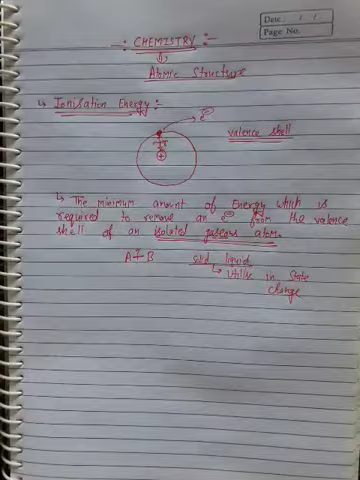 Date: / /
Page No.
-: CHEMISTRY :-
Atomic Structure
↳ Ionisation Energy :-
e⊖
valence shell
+
↳ The minimum amount of Energy which is
required to remove an e⊖ from the valence
shell of an isolated gaseous atom.
A + B solid liquid
↳ Utilise in State
change